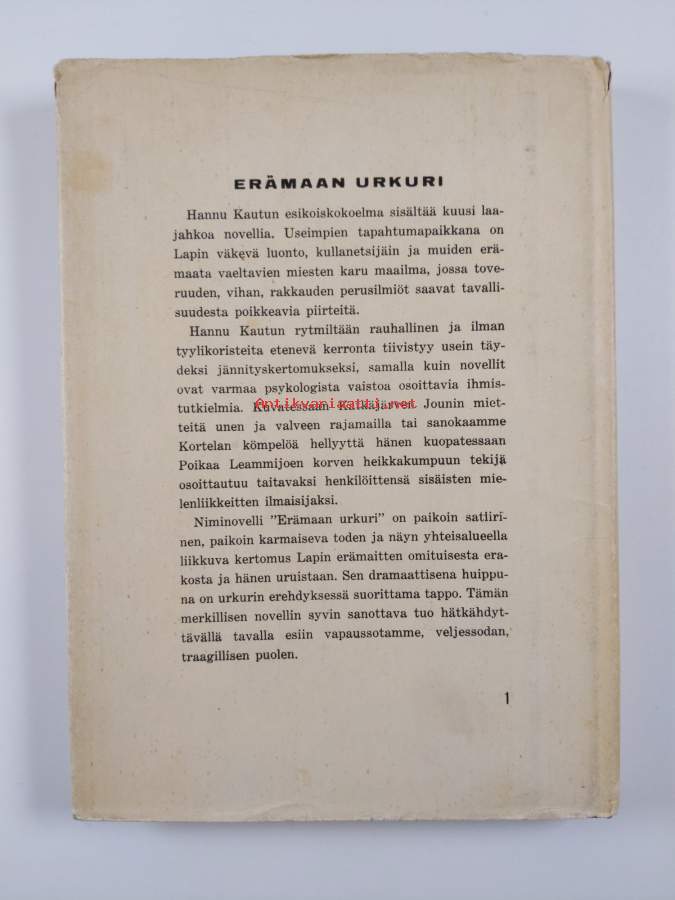 ERÄMAAN URKURI
Hannu Kautun esikoiskokoelma sisältää kuusi laa-
jahkoa novellia. Useimpien tapahtumapaikkana on
Lapin väkevä luonto, kullanetsijäin ja muiden erä-
maata vaeltavien miesten karu maailma, jossa tove-
ruuden, vihan, rakkauden perusilmiöt saavat tavalli-
suudesta poikkeavia piirteitä.
Hannu Kautun rytmiltään rauhallinen ja ilman
tyylikoristeita etenevä kerronta tiivistyy usein täy-
deksi jännityskertomukseksi, samalla kuin novellit
ovat varmaa psykologista vaistoa osoittavia ihmis-
tutkielmia. Kuvatessaan Kätkäjärven Jounin miet-
Antikvariaatti.net
teitä unen ja valveen rajamailla tai sanokaamme
Kortelan kömpelöä hellyyttä hänen kuopatessaan
Poikaa Leammijoen korven heikkakumpuun tekijä
osoittautuu taitavaksi henkilöittensä sisäisten mie-
lenliikkeitten ilmaisijaksi.
Niminovelli "Erämaan urkuri" on paikoin satiiri-
nen, paikoin karmaiseva toden ja näyn yhteisalueella
liikkuva kertomus Lapin erämaitten omituisesta era-
kosta ja hänen uruistaan. Sen dramaattisena huippu-
na on urkurin erehdyksessä suorittama tappo. Tämän
merkillisen novellin syvin sanottava tuo hätkähdyt-
tävällä tavalla esiin vapaussotamme, veljessodan,
traagillisen puolen.
1